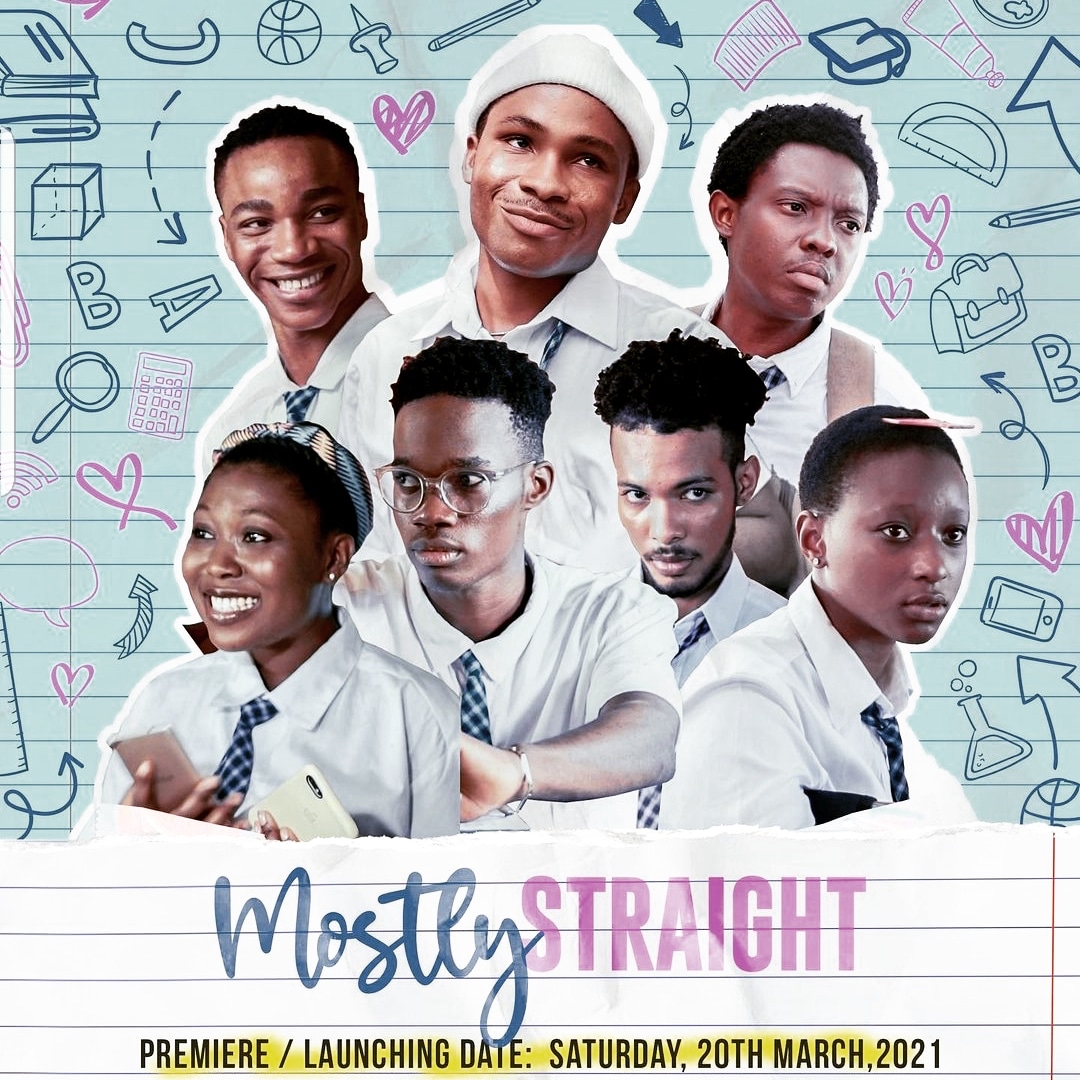 B A
B
Mostly STRAIGHT
PREMIERE / LAUNCHING DATE: SATURDAY, 20TH MARCH,2021